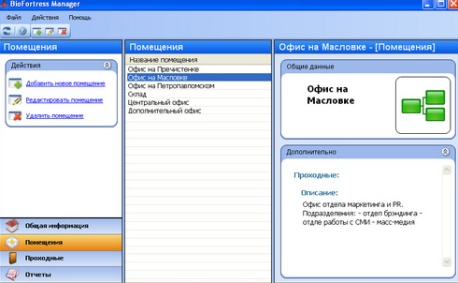 BioFortress Manager
Файл Действия Помощь
Помещения
Действия
Добавить новое помещение
Редактировать помещение
Удалить помещение
Общая информация
Помещения
Проходные
Отчеты
Помещения
Название помещения
Офис на Пречистенке
Офис на Масловке
Офис на Петропавломском
Склад
Центральный офис
Дополнительный офис
Офис на Масловке - [Помещения]
Общие данные
Офис на
Масловке
Дополнительно
Проходные:
Описание:
Офис отдела маркетинга и PR.
Подразделения: - отдел брэндинга -
отдле работы с СМИ - масс-медиа